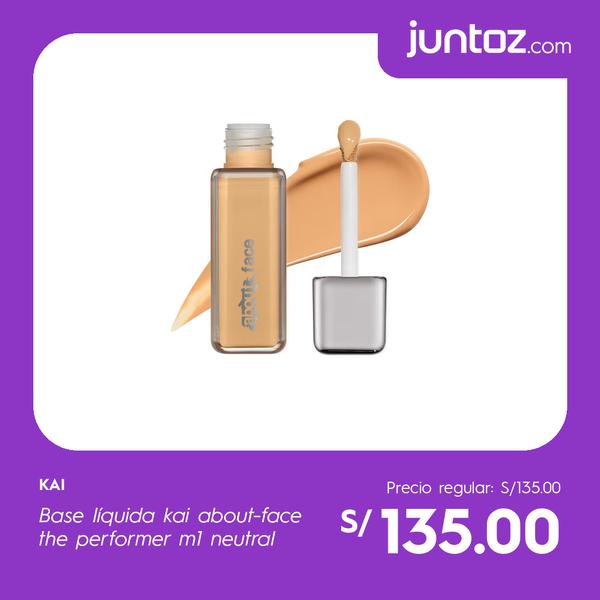 juntoz.com
about face
KAI
Base líquida kai about-face
the performer m1 neutral
Precio regular: S/135.00
S/135.00